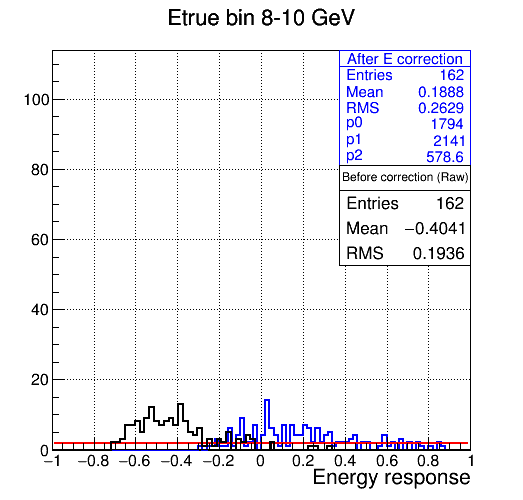 Etrue bin 8-10 GeV
After E correction
Entries 162
Mean 0.1888
RMS 0.2629
p0 1794
p1 2141
p2 578.6
Before correction (Raw)
Entries 162
Mean −0.4041
RMS 0.1936
100
80
60
40
20
0
−1 −0.8 −0.6 −0.4 −0.2 0 0.2 0.4 0.6 0.8 1
Energy response